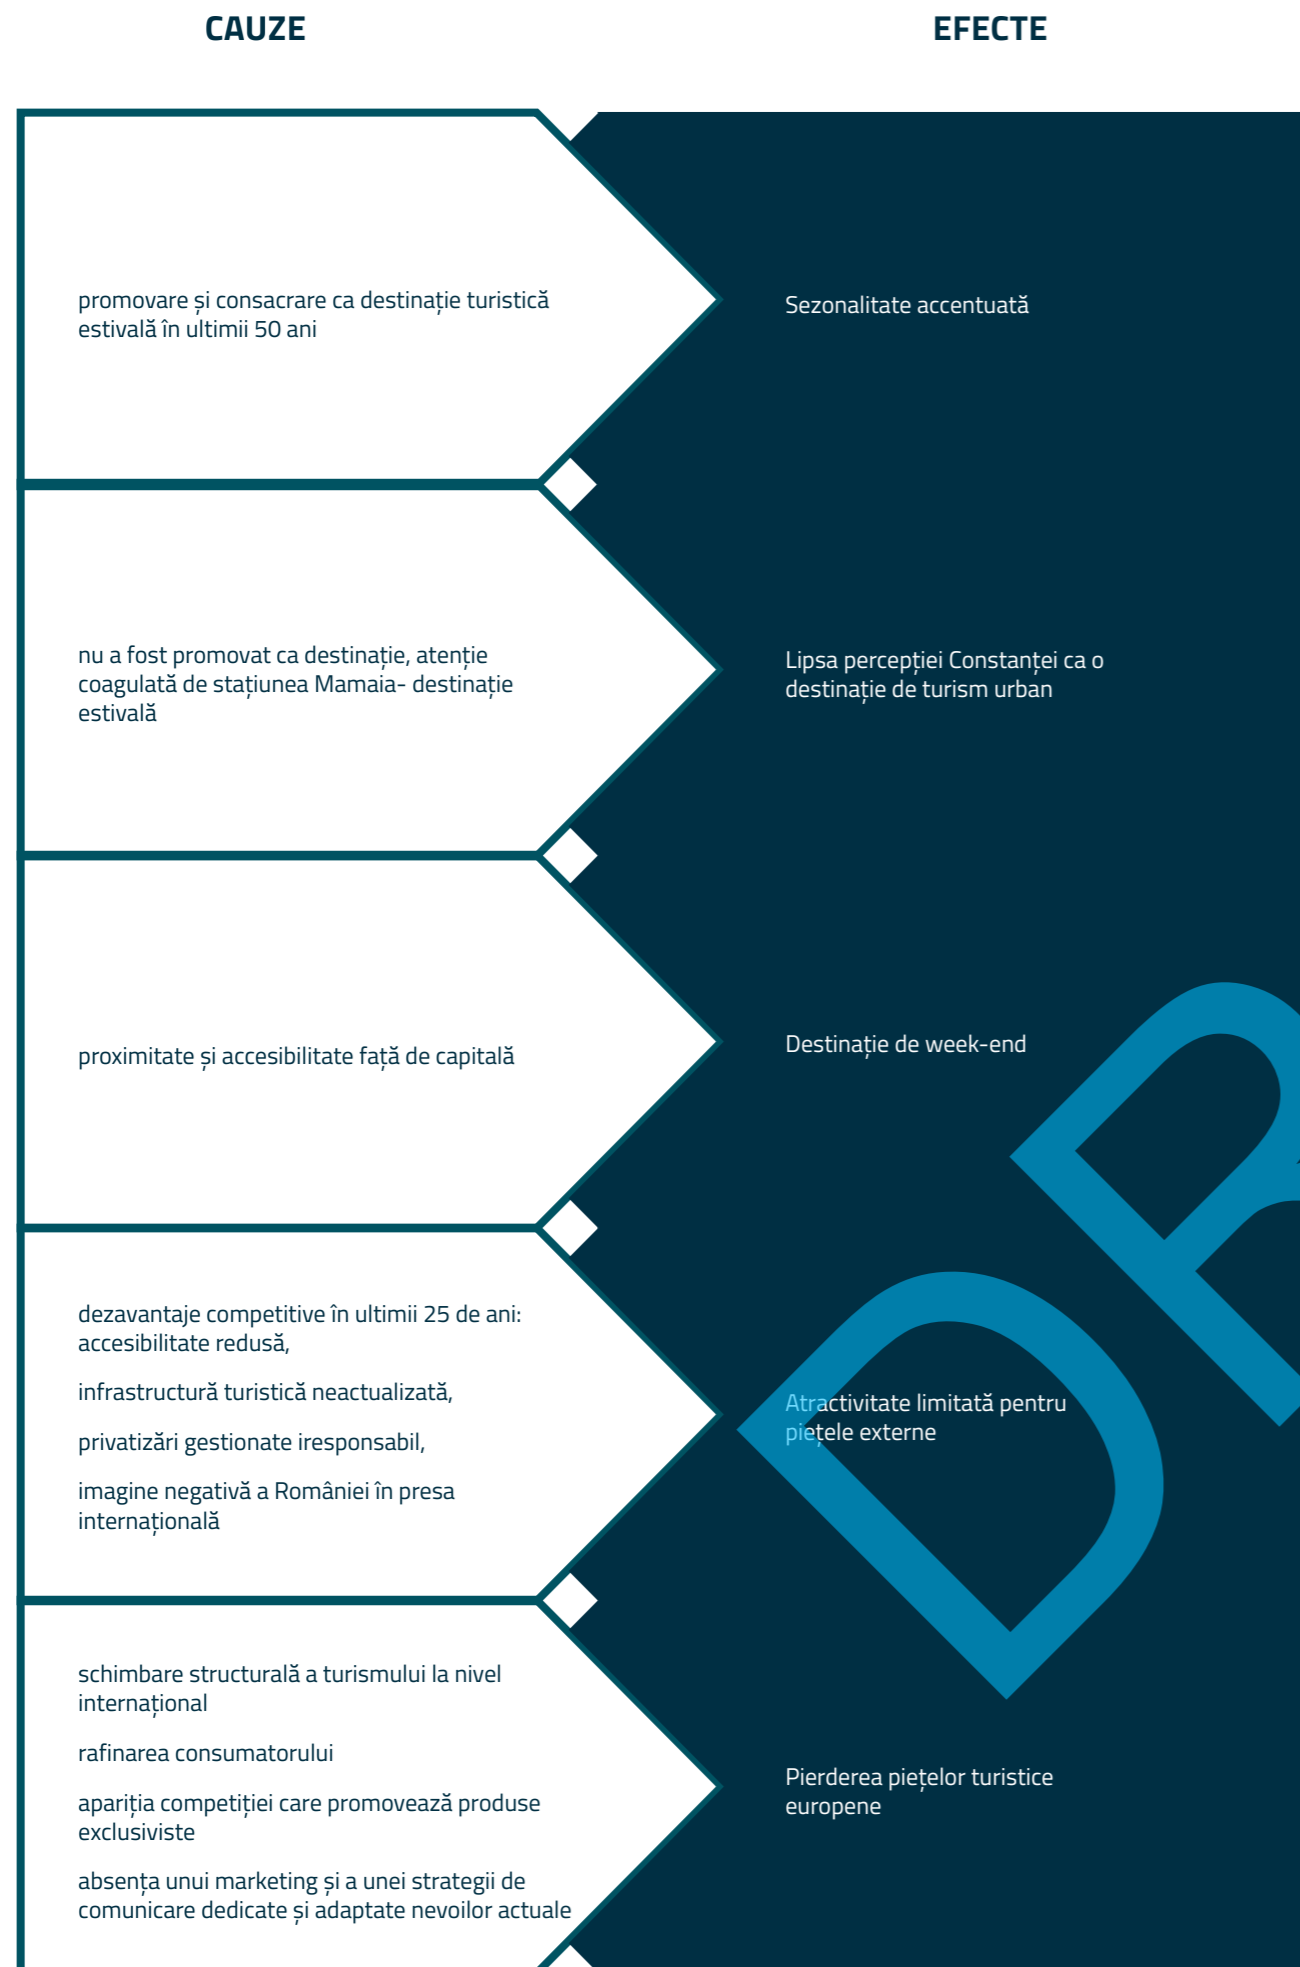 CAUZE
EFECTE
promovare și consacrare ca destinație turistică
estivală în ultimii 50 ani
Sezonalitate accentuată
nu a fost promovat ca destinație, atenție
coagulată de stațiunea Mamaia- destinație
estivală
Lipsa percepției Constanței ca o
destinație de turism urban
proximitate și accesibilitate față de capitală
Destinație de week-end
dezavantaje competitive în ultimii 25 de ani:
accesibilitate redusă,
infrastructură turistică neactualizată,
privatizări gestionate iresponsabil,
imagine negativă a României în presa
internațională
Atractivitate limitată pentru
piețele externe
schimbare structurală a turismului la nivel
internațional
rafinarea consumatorului
apariția competiției care promovează produse
exclusiviste
absența unui marketing și a unei strategii de
comunicare dedicate și adaptate nevoilor actuale
Pierderea piețelor turistice
europene
DR